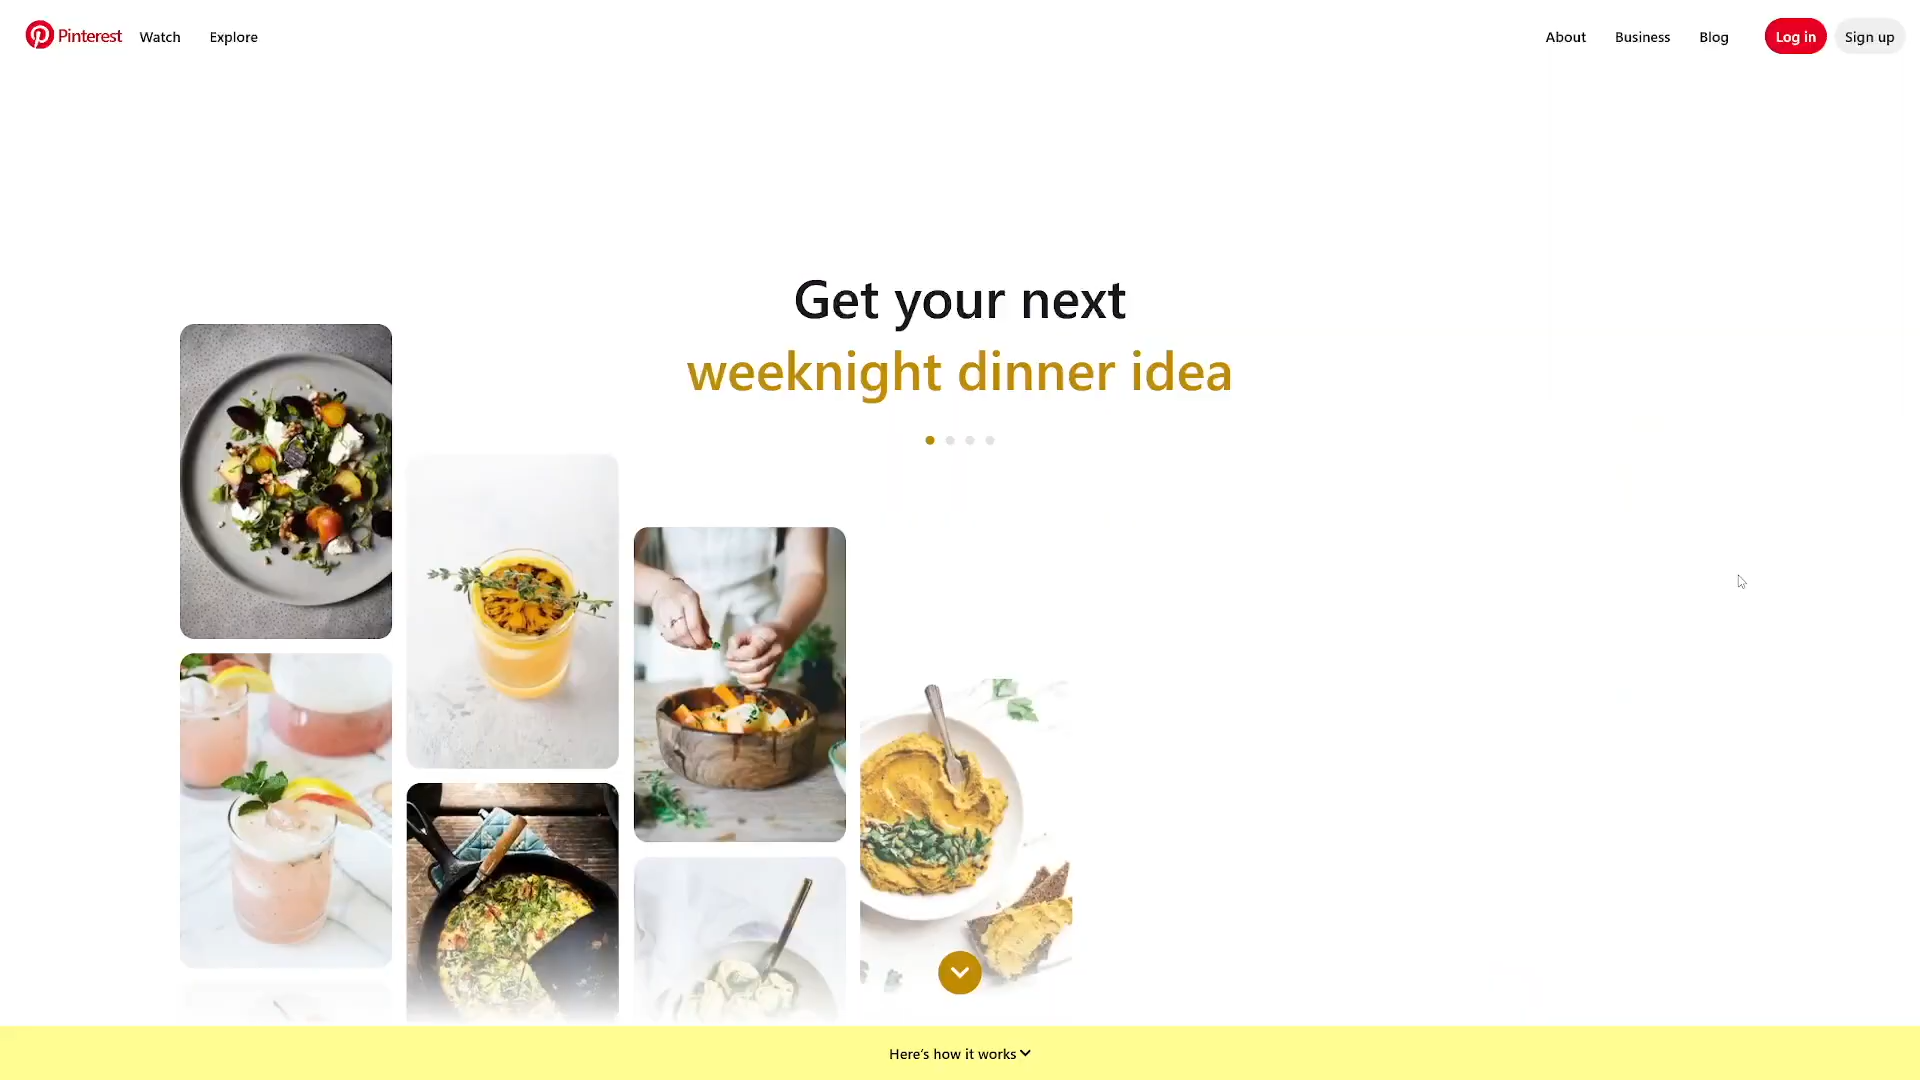 Pinterest
Watch
Explore
About
Business
Blog
Log in
Sign up
Get your next
weeknight dinner idea
Here's how it works